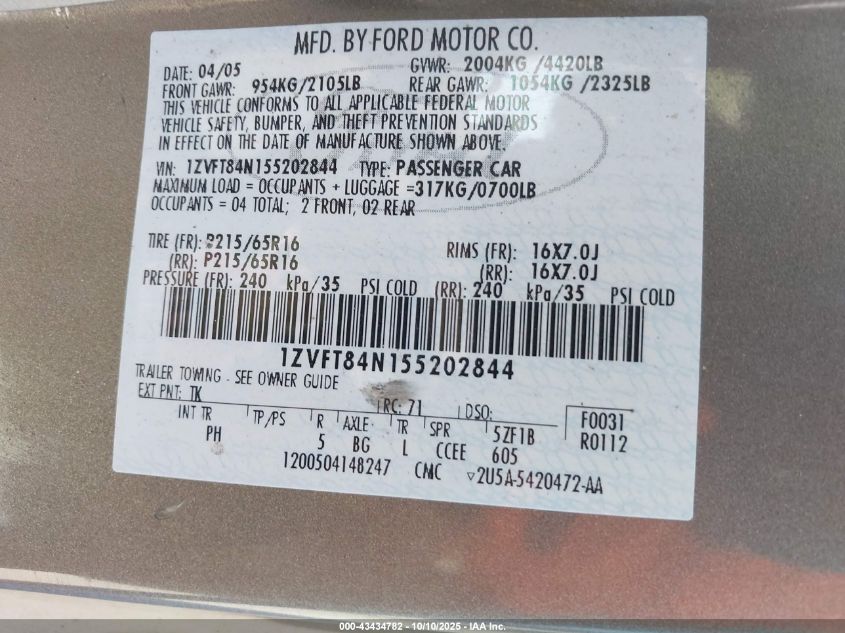 MFD. BY FORD MOTOR CO.
DATE: 04/05 GVWR: 2004KG /4420LB
FRONT GAWR: 954KG/2105LB REAR GAWR: 1054KG /2325LB
THIS VEHICLE CONFORMS TO ALL APPLICABLE FEDERAL MOTOR
VEHICLE SAFETY, BUMPER, AND THEFT PREVENTION STANDARDS
IN EFFECT ON THE DATE OF MANUFACTURE SHOWN ABOVE.
VIN: 1ZVFT84N155202844 TYPE: PASSENGER CAR
MAXIMUM LOAD = OCCUPANTS + LUGGAGE =317KG/0700LB
OCCUPANTS = 04 TOTAL; 2 FRONT, 02 REAR
TIRE (FR): P215/65R16 RIMS (FR): 16X7.0J
(RR): P215/65R16 (RR): 16X7.0J
PRESSURE (FR): 240 kPa/35 PSI COLD (RR): 240 kPa/35 PSI COLD
1ZVFT84N155202844
TRAILER TOWING - SEE OWNER GUIDE
EXT PNT: TK RC: 71 DSO: F0031
INT TR TP/PS R AXLE TR SPR 5ZF1B R0112
PH 5 BG L CCEE 605
1200504148247 CMC ▽2U5A-5420472-AA
000-43434782 - 10/10/2025 - IAA Inc.